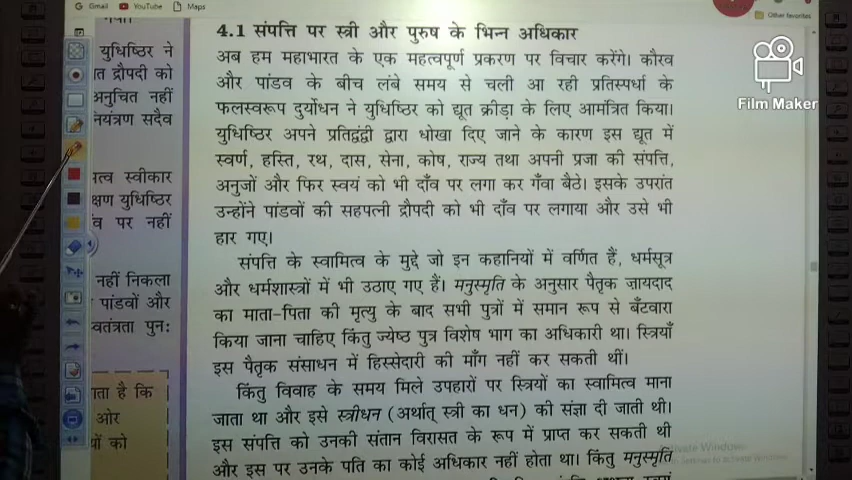 Gmail YouTube Maps
Other favorites
Film Maker
युधिष्ठिर ने
त द्रौपदी को
अनुचित नहीं
नियंत्रण सदैव
त्व स्वीकार
क्षण युधिष्ठिर
व पर नहीं
नहीं निकला
पांडवों और
वतंत्रता पुन:
ाता है कि
ओर
ों को
4.1 संपत्ति पर स्त्री और पुरुष के भिन्न अधिकार
अब हम महाभारत के एक महत्वपूर्ण प्रकरण पर विचार करेंगे। कौरव
और पांडव के बीच लंबे समय से चली आ रही प्रतिस्पर्धा के
फलस्वरूप दुर्योधन ने युधिष्ठिर को द्यूत क्रीड़ा के लिए आमंत्रित किया।
युधिष्ठिर अपने प्रतिद्वंद्वी द्वारा धोखा दिए जाने के कारण इस द्यूत में
स्वर्ण, हस्ति, रथ, दास, सेना, कोष, राज्य तथा अपनी प्रजा की संपत्ति,
अनुजों और फिर स्वयं को भी दाँव पर लगा कर गँवा बैठे। इसके उपरांत
उन्होंने पांडवों की सहपत्नी द्रौपदी को भी दाँव पर लगाया और उसे भी
हार गए।
संपत्ति के स्वामित्व के मुद्दे जो इन कहानियों में वर्णित हैं, धर्मसूत्र
और धर्मशास्त्रों में भी उठाए गए हैं। मनुस्मृति के अनुसार पैतृक जायदाद
का माता-पिता की मृत्यु के बाद सभी पुत्रों में समान रूप से बँटवारा
किया जाना चाहिए किंतु ज्येष्ठ पुत्र विशेष भाग का अधिकारी था। स्त्रियाँ
इस पैतृक संसाधन में हिस्सेदारी की माँग नहीं कर सकती थीं।
किंतु विवाह के समय मिले उपहारों पर स्त्रियों का स्वामित्व माना
जाता था और इसे स्त्रीधन (अर्थात् स्त्री का धन) की संज्ञा दी जाती थी।
इस संपत्ति को उनकी संतान विरासत के रूप में प्राप्त कर सकती थी
और इस पर उनके पति का कोई अधिकार नहीं होता था। किंतु मनुस्मृति
Activate Windows